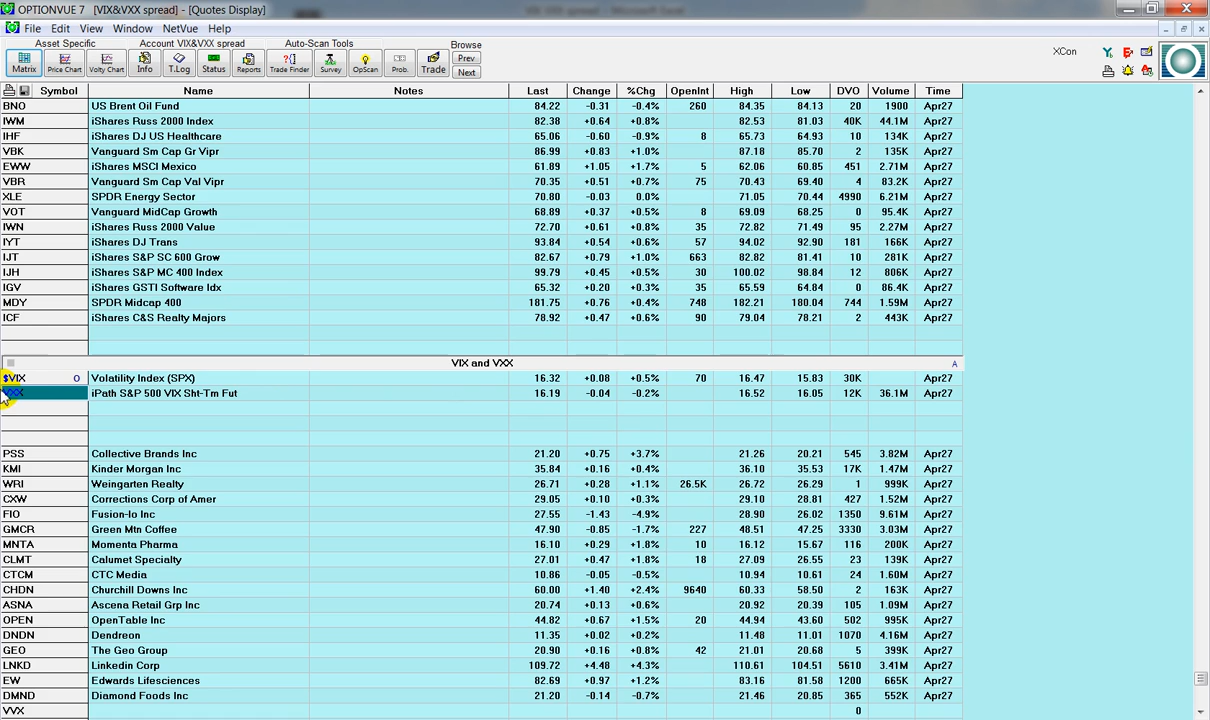 OPTIONVUE 7 [VIX&VXX spread] - [Quotes Display]
File Edit View Window NetVue Help
Asset Specific Account VIX&VXX spread Auto-Scan Tools Browse
Matrix Price Chart Volty Chart Info T.Log Status Reports Trade Finder Survey OpScan Prob. Trade Prev Next XCon
Symbol Name Notes Last Change %Chg OpenInt High Low DVO Volume Time
BNO US Brent Oil Fund 84.22 -0.31 -0.4% 260 84.35 84.13 20 1900 Apr27
IWM iShares Russ 2000 Index 82.38 +0.64 +0.8% 82.53 81.03 40K 44.1M Apr27
IHF iShares DJ US Healthcare 65.06 -0.60 -0.9% 8 65.73 64.93 10 134K Apr27
VBK Vanguard Sm Cap Gr Vipr 86.99 +0.83 +1.0% 87.18 85.70 2 135K Apr27
EWW iShares MSCI Mexico 61.89 +1.05 +1.7% 5 62.06 60.85 451 2.71M Apr27
VBR Vanguard Sm Cap Val Vipr 70.35 +0.51 +0.7% 75 70.43 69.40 4 83.2K Apr27
XLE SPDR Energy Sector 70.80 -0.03 0.0% 71.05 70.44 4990 6.21M Apr27
VOT Vanguard MidCap Growth 68.89 +0.37 +0.5% 8 69.09 68.25 0 95.4K Apr27
IWN iShares Russ 2000 Value 72.70 +0.61 +0.8% 35 72.82 71.49 95 2.27M Apr27
IYT iShares DJ Trans 93.84 +0.54 +0.6% 57 94.02 92.90 181 166K Apr27
IJT iShares S&P SC 600 Grow 82.67 +0.79 +1.0% 663 82.82 81.41 10 281K Apr27
IJH iShares S&P MC 400 Index 99.79 +0.45 +0.5% 30 100.02 98.84 12 806K Apr27
IGV iShares GSTI Software Idx 65.32 +0.20 +0.3% 35 65.59 64.84 0 86.4K Apr27
MDY SPDR Midcap 400 181.75 +0.76 +0.4% 748 182.21 180.04 744 1.59M Apr27
ICF iShares C&S Realty Majors 78.92 +0.47 +0.6% 90 79.04 78.21 2 443K Apr27
VIX and VXX A
$VIX O Volatility Index (SPX) 16.32 +0.08 +0.5% 70 16.47 15.83 30K Apr27
VXX iPath S&P 500 VIX Sht-Tm Fut 16.19 -0.04 -0.2% 16.52 16.05 12K 36.1M Apr27
PSS Collective Brands Inc 21.20 +0.75 +3.7% 21.26 20.21 545 3.82M Apr27
KMI Kinder Morgan Inc 35.84 +0.16 +0.4% 36.10 35.53 17K 1.47M Apr27
WRI Weingarten Realty 26.71 +0.28 +1.1% 26.5K 26.72 26.29 1 999K Apr27
CXW Corrections Corp of Amer 29.05 +0.10 +0.3% 29.10 28.81 427 1.52M Apr27
FIO Fusion-Io Inc 27.55 -1.43 -4.9% 28.90 26.02 1350 9.61M Apr27
GMCR Green Mtn Coffee 47.90 -0.85 -1.7% 227 48.51 47.25 3330 3.03M Apr27
MNTA Momenta Pharma 16.10 +0.29 +1.8% 10 16.12 15.67 116 200K Apr27
CLMT Calumet Specialty 27.01 +0.47 +1.8% 18 27.09 26.55 23 139K Apr27
CTCM CTC Media 10.86 -0.05 -0.5% 10.94 10.61 24 1.60M Apr27
CHDN Churchill Downs Inc 60.00 +1.40 +2.4% 9640 60.33 58.50 2 163K Apr27
ASNA Ascena Retail Grp Inc 20.74 +0.13 +0.6% 20.92 20.39 105 1.09M Apr27
OPEN OpenTable Inc 44.82 +0.67 +1.5% 20 44.94 43.60 502 995K Apr27
DNDN Dendreon 11.35 +0.02 +0.2% 11.48 11.01 1070 4.16M Apr27
GEO The Geo Group 20.90 +0.16 +0.8% 42 21.01 20.68 5 399K Apr27
LNKD Linkedin Corp 109.72 +4.48 +4.3% 110.61 104.51 5610 3.41M Apr27
EW Edwards Lifesciences 82.69 +0.97 +1.2% 83.16 81.58 1200 665K Apr27
DMND Diamond Foods Inc 21.20 -0.14 -0.7% 21.46 20.85 365 552K Apr27
VVX 0